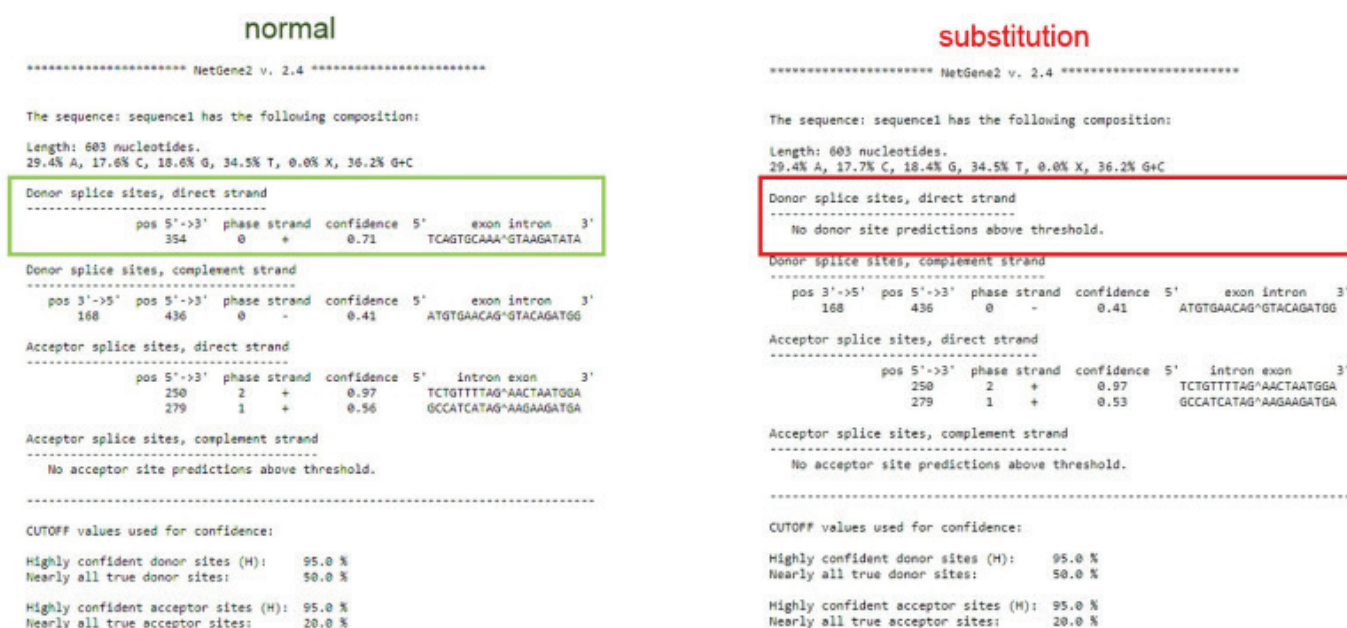 normal
********************** NetGene2 v. 2.4 ************************
The sequence: sequence1 has the following composition:
Length: 603 nucleotides.
29.4% A, 17.6% C, 18.6% G, 34.5% T, 0.0% X, 36.2% G+C
Donor splice sites, direct strand
---------------------------------
pos 5'->3' phase strand confidence 5' exon intron 3'
354 0 + 0.71 TCAGTGCAAA^GTAAGATATA
Donor splice sites, complement strand
-------------------------------------
pos 3'->5' pos 5'->3' phase strand confidence 5' exon intron 3'
168 436 0 - 0.41 ATGTGAACAG^GTACAGATGG
Acceptor splice sites, direct strand
------------------------------------
pos 5'->3' phase strand confidence 5' intron exon 3'
250 2 + 0.97 TCTGTTTTAG^AACTAATGGA
279 1 + 0.56 GCCATCATAG^AAGAAGATGA
Acceptor splice sites, complement strand
----------------------------------------
No acceptor site predictions above threshold.
-------------------------------------------------------------------------------
CUTOFF values used for confidence:
Highly confident donor sites (H): 95.0 %
Nearly all true donor sites: 50.0 %
Highly confident acceptor sites (H): 95.0 %
Nearly all true acceptor sites: 20.0 %
substitution
********************** NetGene2 v. 2.4 ************************
The sequence: sequence1 has the following composition:
Length: 603 nucleotides.
29.4% A, 17.7% C, 18.4% G, 34.5% T, 0.0% X, 36.2% G+C
Donor splice sites, direct strand
---------------------------------
No donor site predictions above threshold.
Donor splice sites, complement strand
-------------------------------------
pos 3'->5' pos 5'->3' phase strand confidence 5' exon intron 3'
168 436 0 - 0.41 ATGTGAACAG^GTACAGATGG
Acceptor splice sites, direct strand
------------------------------------
pos 5'->3' phase strand confidence 5' intron exon 3'
250 2 + 0.97 TCTGTTTTAG^AACTAATGGA
279 1 + 0.53 GCCATCATAG^AAGAAGATGA
Acceptor splice sites, complement strand
----------------------------------------
No acceptor site predictions above threshold.
-------------------------------------------------------------------------------
CUTOFF values used for confidence:
Highly confident donor sites (H): 95.0 %
Nearly all true donor sites: 50.0 %
Highly confident acceptor sites (H): 95.0 %
Nearly all true acceptor sites: 20.0 %